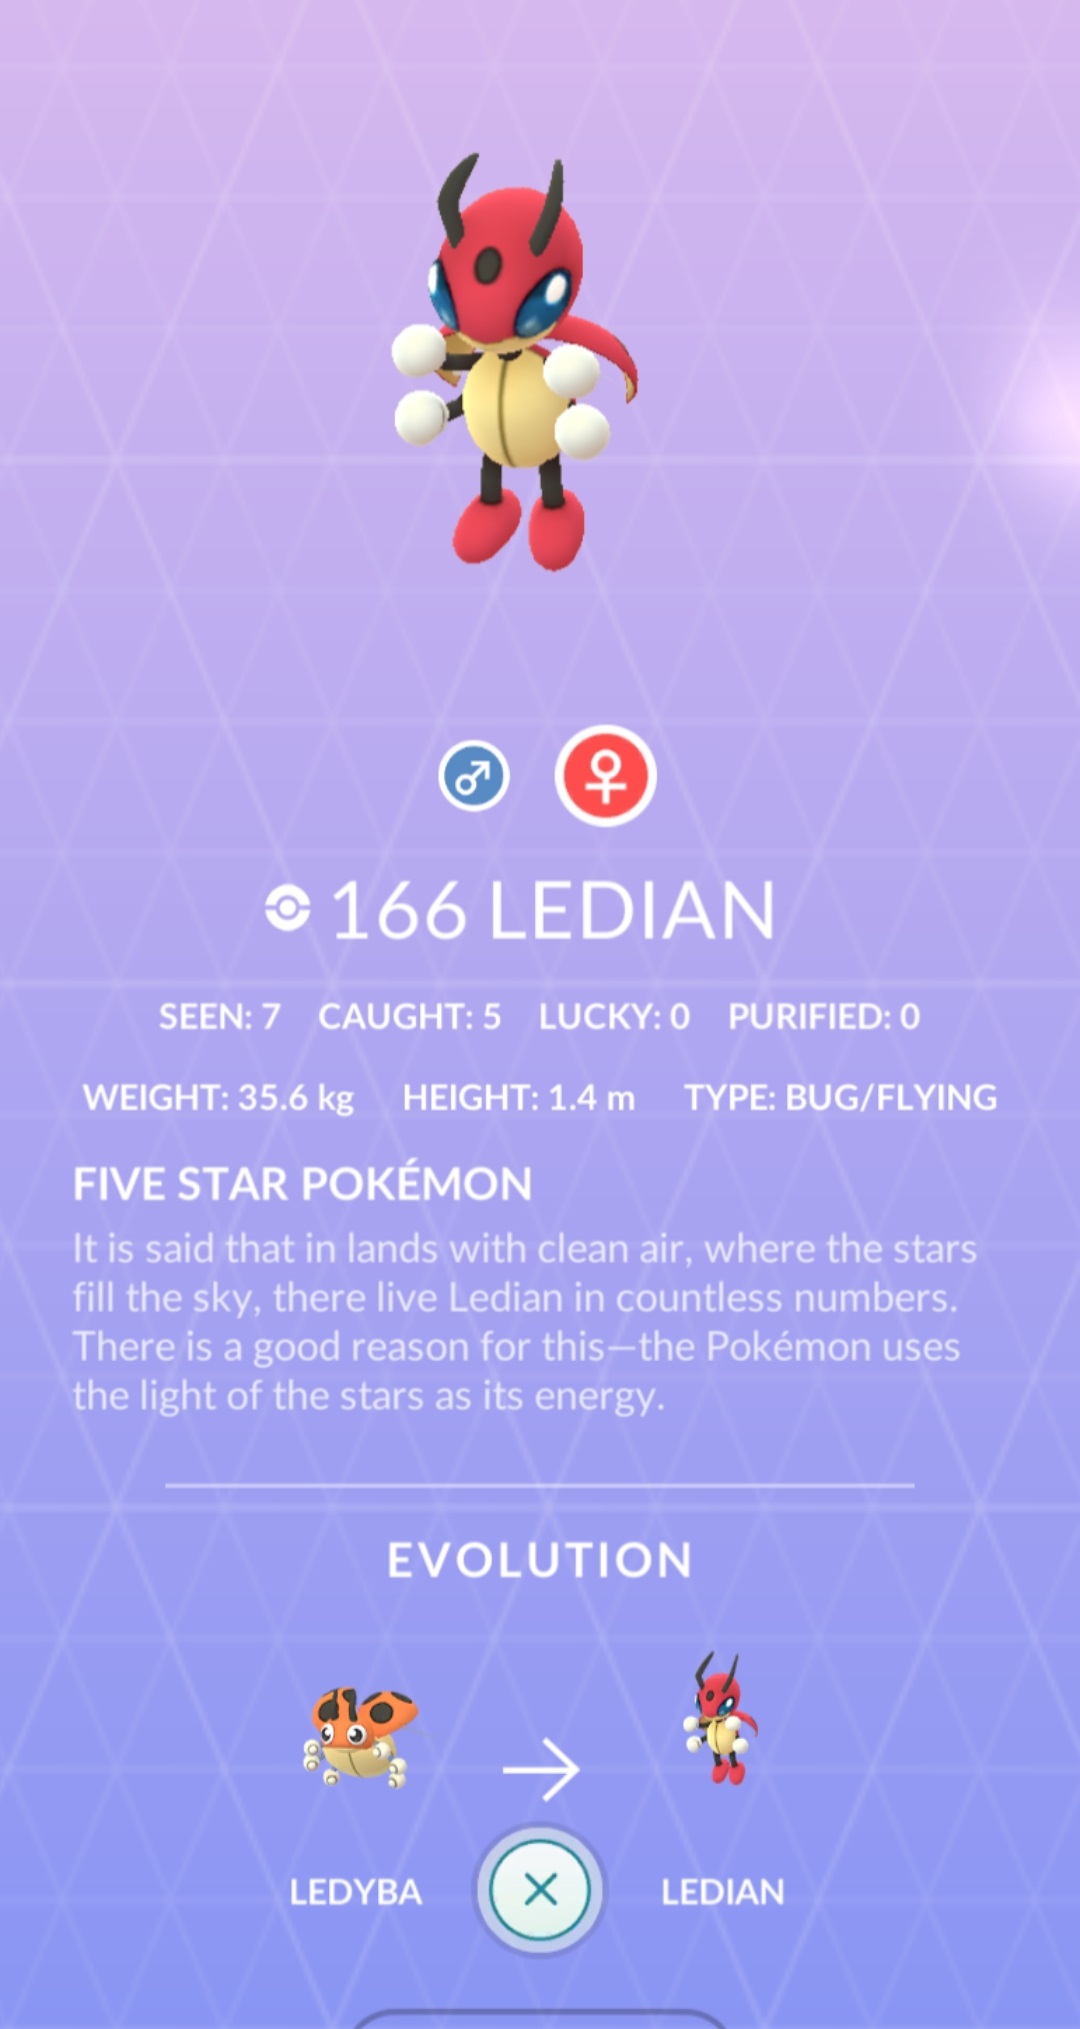 166 LEDIAN
SEEN: 7 CAUGHT: 5 LUCKY: 0 PURIFIED: 0
WEIGHT: 35.6 kg HEIGHT: 1.4 m TYPE: BUG/FLYING
FIVE STAR POKÉMON
It is said that in lands with clean air, where the stars
fill the sky, there live Ledian in countless numbers.
There is a good reason for this—the Pokémon uses
the light of the stars as its energy.
EVOLUTION
LEDYBA LEDIAN